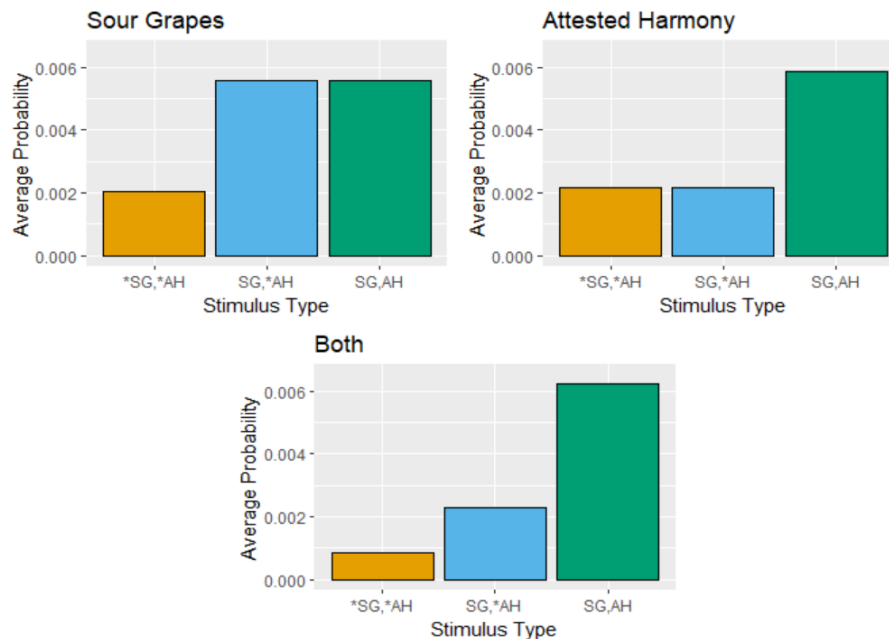 Sour Grapes
Average Probability
0.006
0.004
0.002
0.000
*SG,*AH SG,*AH SG,AH
Stimulus Type
Attested Harmony
Average Probability
0.006
0.004
0.002
0.000
*SG,*AH SG,*AH SG,AH
Stimulus Type
Both
Average Probability
0.006
0.004
0.002
0.000
*SG,*AH SG,*AH SG,AH
Stimulus Type